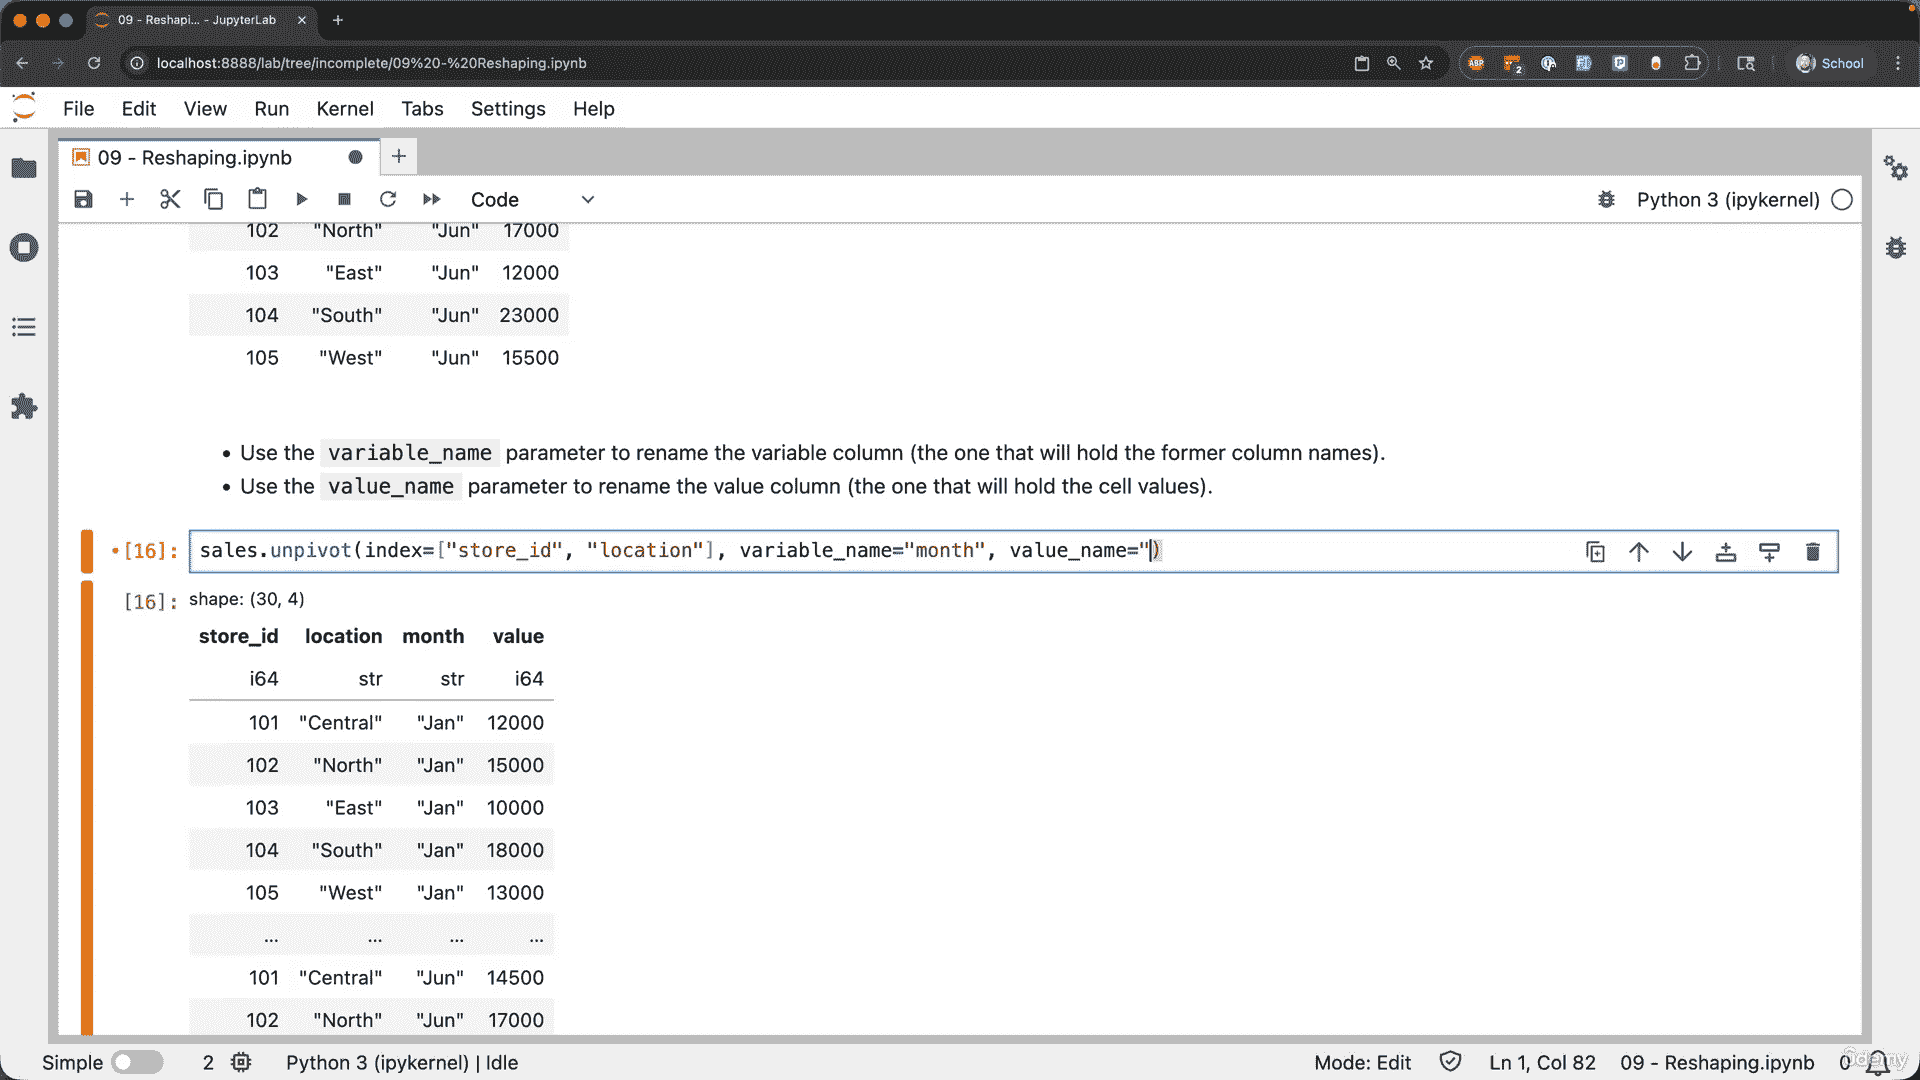 09 - Reshapi... - JupyterLab
localhost:8888/lab/tree/incomplete/09%20-%20Reshaping.ipynb
ABP
2
School
File Edit View Run Kernel Tabs Settings Help
09 - Reshaping.ipynb
Code
Python 3 (ipykernel)
102 "North" "Jun" 17000
103 "East" "Jun" 12000
104 "South" "Jun" 23000
105 "West" "Jun" 15500
• Use the variable_name parameter to rename the variable column (the one that will hold the former column names).
• Use the value_name parameter to rename the value column (the one that will hold the cell values).
[16]: sales.unpivot(index=["store_id", "location"], variable_name="month", value_name=")
[16]: shape: (30, 4)
store_id location month value
i64 str str i64
101 "Central" "Jan" 12000
102 "North" "Jan" 15000
103 "East" "Jan" 10000
104 "South" "Jan" 18000
105 "West" "Jan" 13000
... ... ... ...
101 "Central" "Jun" 14500
102 "North" "Jun" 17000
Simple 2 Python 3 (ipykernel) | Idle Mode: Edit Ln 1, Col 82 09 - Reshaping.ipynb 0
udemy